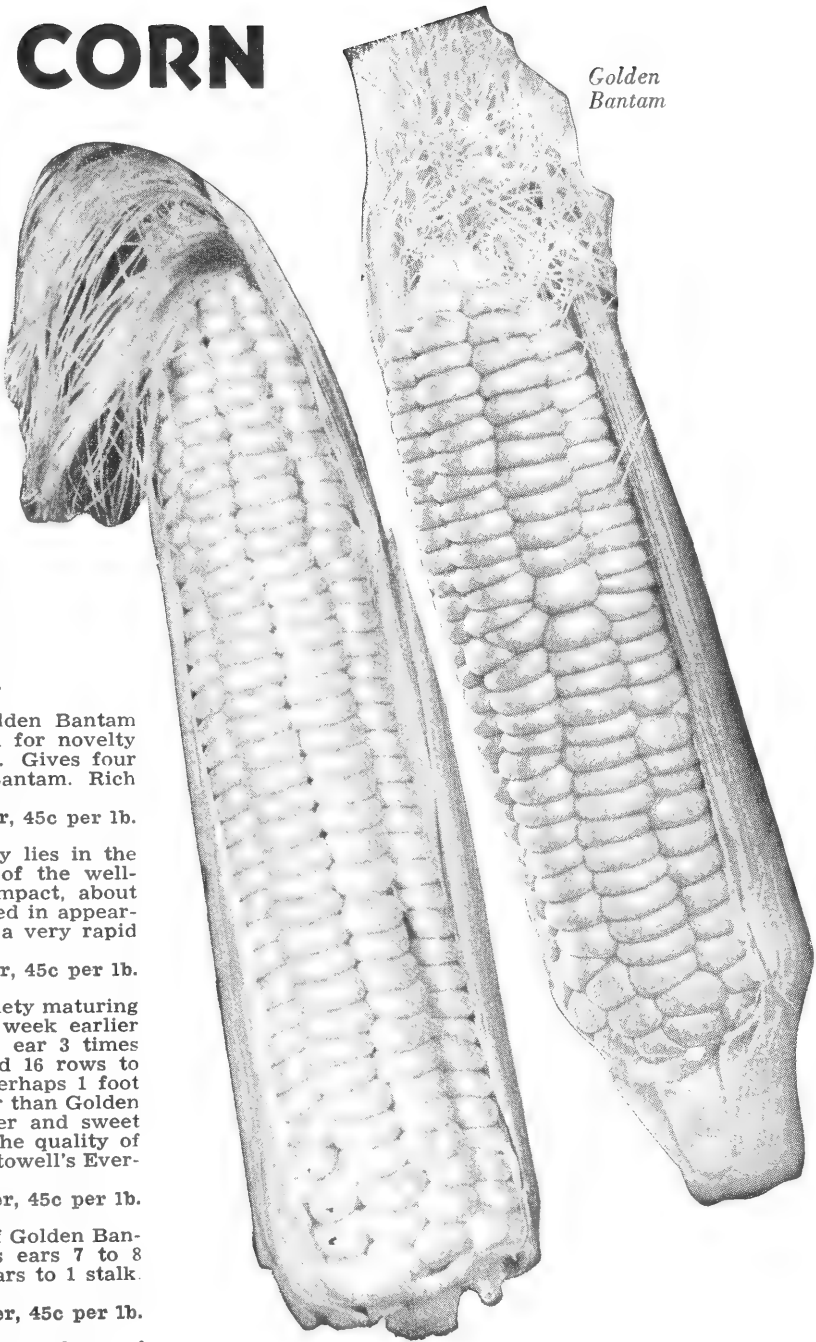 CORN
Golden
Bantam
lden Bantam
for novelty
. Gives four
antam. Rich
r, 45c per lb.
y lies in the
of the well-
mpact, about
ed in appear-
a very rapid
r, 45c per lb.
iety maturing
week earlier
ear 3 times
d 16 rows to
erhaps 1 foot
r than Golden
er and sweet
he quality of
towell's Ever-
or, 45c per lb.
f Golden Ban-
s ears 7 to 8
ars to 1 stalk.
er, 45c per lb.